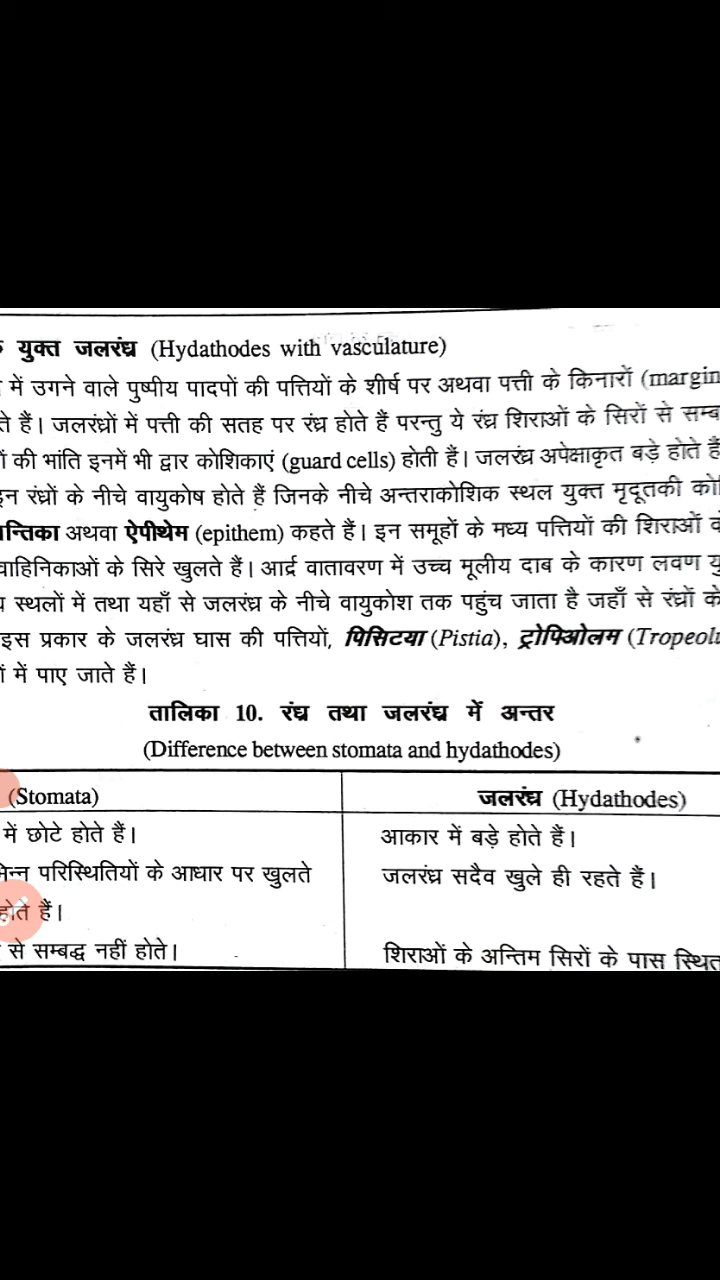 युक्त जलरंध्र (Hydathodes with vasculature)
में उगने वाले पुष्पीय पादपों की पत्तियों के शीर्ष पर अथवा पत्ती के किनारों (margin
ते हैं। जलरंध्रों में पत्ती की सतह पर रंध्र होते हैं परन्तु ये रंध्र शिराओं के सिरों से सम्ब
की भांति इनमें भी द्वार कोशिकाएं (guard cells) होती हैं। जलरंध्र अपेक्षाकृत बड़े होते हैं
इन रंध्रों के नीचे वायुकोष होते हैं जिनके नीचे अन्तराकोशिक स्थल युक्त मृदूतकी को
न्तिका अथवा ऐपीथेम (epithem) कहते हैं। इन समूहों के मध्य पत्तियों की शिराओं
वाहिनिकाओं के सिरे खुलते हैं। आर्द्र वातावरण में उच्च मूलीय दाब के कारण लवण यु
स्थलों में तथा यहाँ से जलरंध्र के नीचे वायुकोश तक पहुंच जाता है जहाँ से रंध्रों के
इस प्रकार के जलरंध्र घास की पत्तियों, पिसिटया (Pistia), ट्रोपिओलम (Tropeolu
में पाए जाते हैं।
तालिका 10. रंध्र तथा जलरंध्र में अन्तर
(Difference between stomata and hydathodes)
(Stomata) जलरंध्र (Hydathodes)
में छोटे होते हैं। आकार में बड़े होते हैं।
भिन्न परिस्थितियों के आधार पर खुलते जलरंध्र सदैव खुले ही रहते हैं।
होते हैं।
से सम्बद्ध नहीं होते। शिराओं के अन्तिम सिरों के पास स्थित